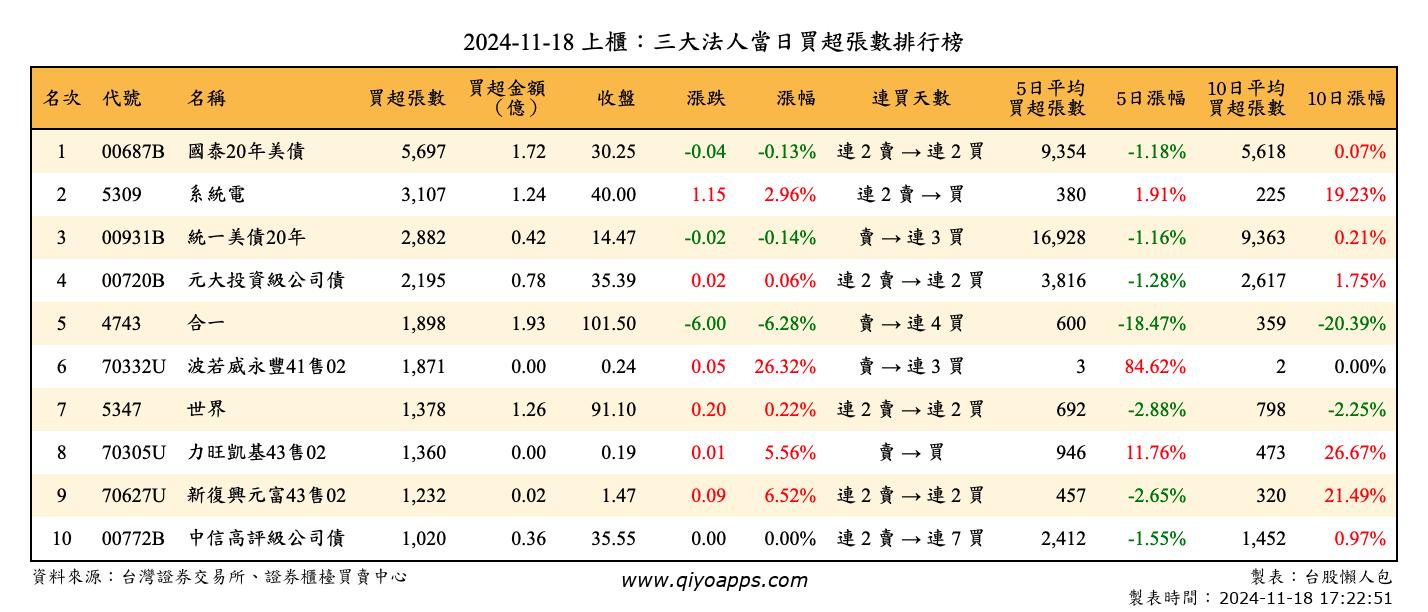 2024-11-18 上櫃：三大法人當日買超張數排行榜
名次 代號 名稱 買超張數 買超金額（億） 收盤 漲跌 漲幅 連買天數 5日平均買超張數 5日漲幅 10日平均買超張數 10日漲幅
1 00687B 國泰20年美債 5,697 1.72 30.25 -0.04 -0.13% 連 2 賣 → 連 2 買 9,354 -1.18% 5,618 0.07%
2 5309 系統電 3,107 1.24 40.00 1.15 2.96% 連 2 賣 → 買 380 1.91% 225 19.23%
3 00931B 統一美債20年 2,882 0.42 14.47 -0.02 -0.14% 賣 → 連 3 買 16,928 -1.16% 9,363 0.21%
4 00720B 元大投資級公司債 2,195 0.78 35.39 0.02 0.06% 連 2 賣 → 連 2 買 3,816 -1.28% 2,617 1.75%
5 4743 合一 1,898 1.93 101.50 -6.00 -6.28% 賣 → 連 4 買 600 -18.47% 359 -20.39%
6 70332U 波若威永豐41售02 1,871 0.00 0.24 0.05 26.32% 賣 → 連 3 買 3 84.62% 2 0.00%
7 5347 世界 1,378 1.26 91.10 0.20 0.22% 連 2 賣 → 連 2 買 692 -2.88% 798 -2.25%
8 70305U 力旺凱基43售02 1,360 0.00 0.19 0.01 5.56% 賣 → 買 946 11.76% 473 26.67%
9 70627U 新復興元富43售02 1,232 0.02 1.47 0.09 6.52% 連 2 賣 → 連 2 買 457 -2.65% 320 21.49%
10 00772B 中信高評級公司債 1,020 0.36 35.55 0.00 0.00% 連 2 賣 → 連 7 買 2,412 -1.55% 1,452 0.97%
資料來源：台灣證券交易所、證券櫃檯買賣中心 www.qiyoapps.com 製表：台股懶人包
製表時間：2024-11-18 17:22:51